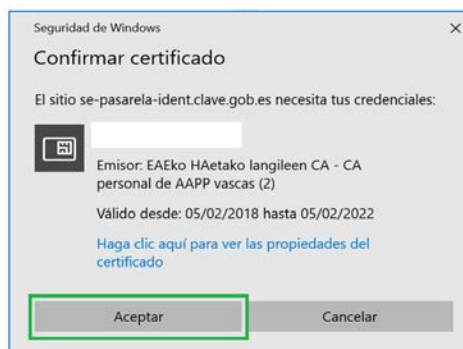 Seguridad de Windows
Confirmar certificado
El sitio se-pasarela-ident.clave.gob.es necesita tus credenciales:
Emisor: EAEko HAetako langileen CA - CA
personal de AAPP vascas (2)
Válido desde: 05/02/2018 hasta 05/02/2022
Haga clic aquí para ver las propiedades del
certificado
Aceptar
Cancelar